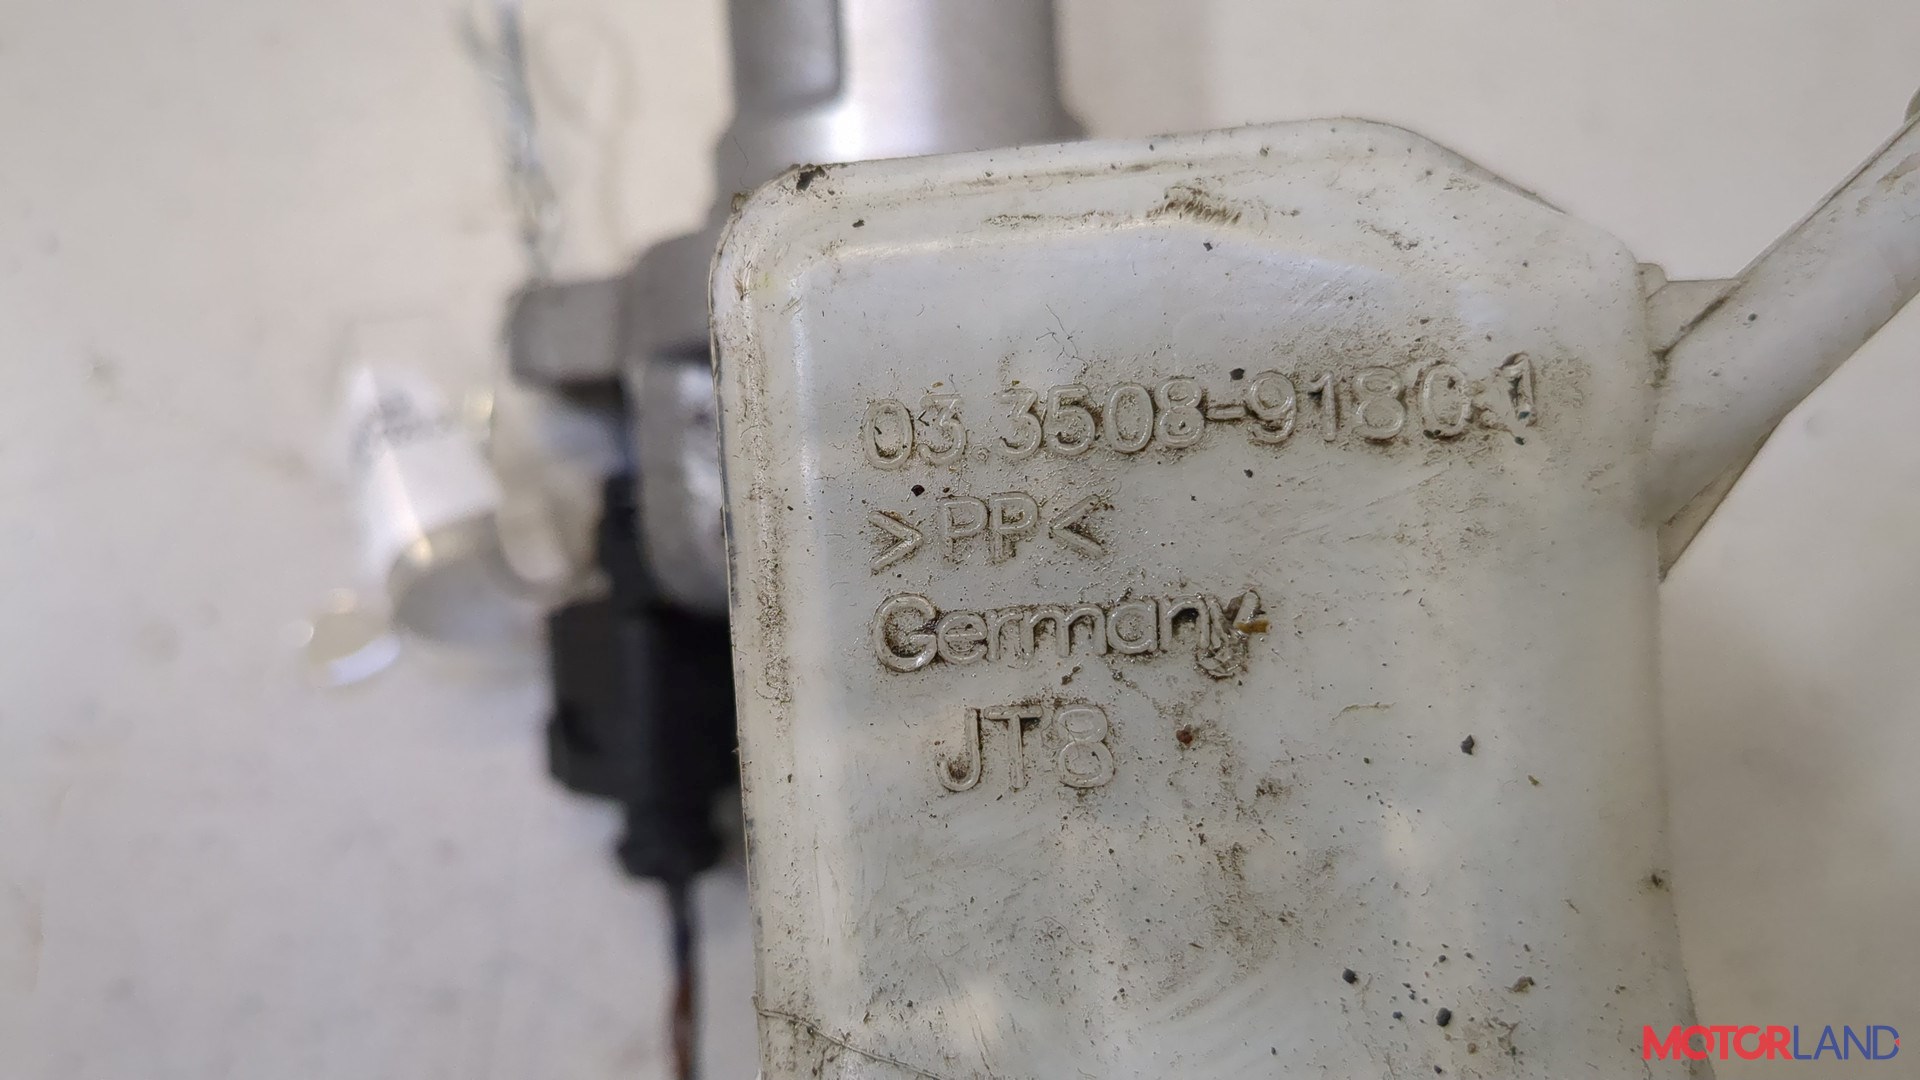 03.3508-9180.1
>PP<
Germany
JT8
MOTORLAND